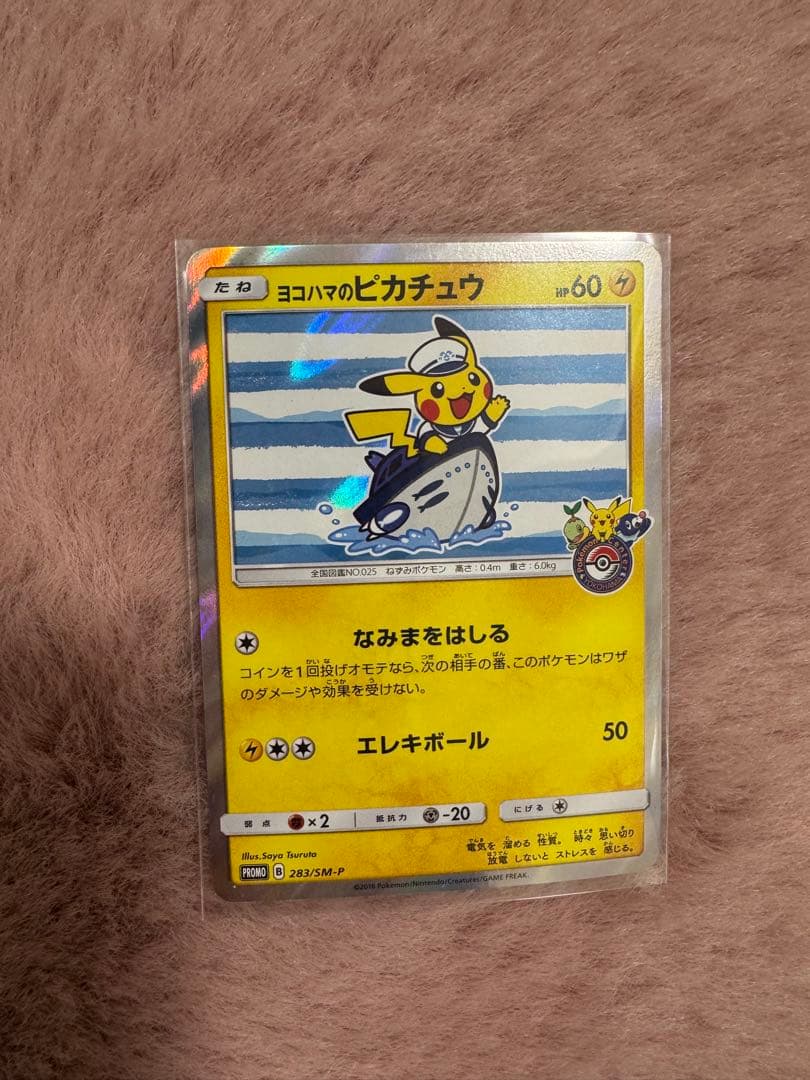 たね ヨコハマのピカチュウ HP60
全国図鑑NO.025 ねずみポケモン 高さ:0.4m 重さ:6.0kg
Pokémon Center
YOKOHAMA
なみまをはしる
コインを1回投げオモテなら、次の相手の番、このポケモンはワザ
のダメージや効果を受けない。
エレキボール 50
弱点 ×2 抵抗力 -20 にげる
電気を 溜める 性質。時々 思い切り
放電 しないと ストレスを 感じる。
Illus.Saya Tsuruta
PROMO B 283/SM-P
©2016 Pokémon/Nintendo/Creatures/GAME FREAK.